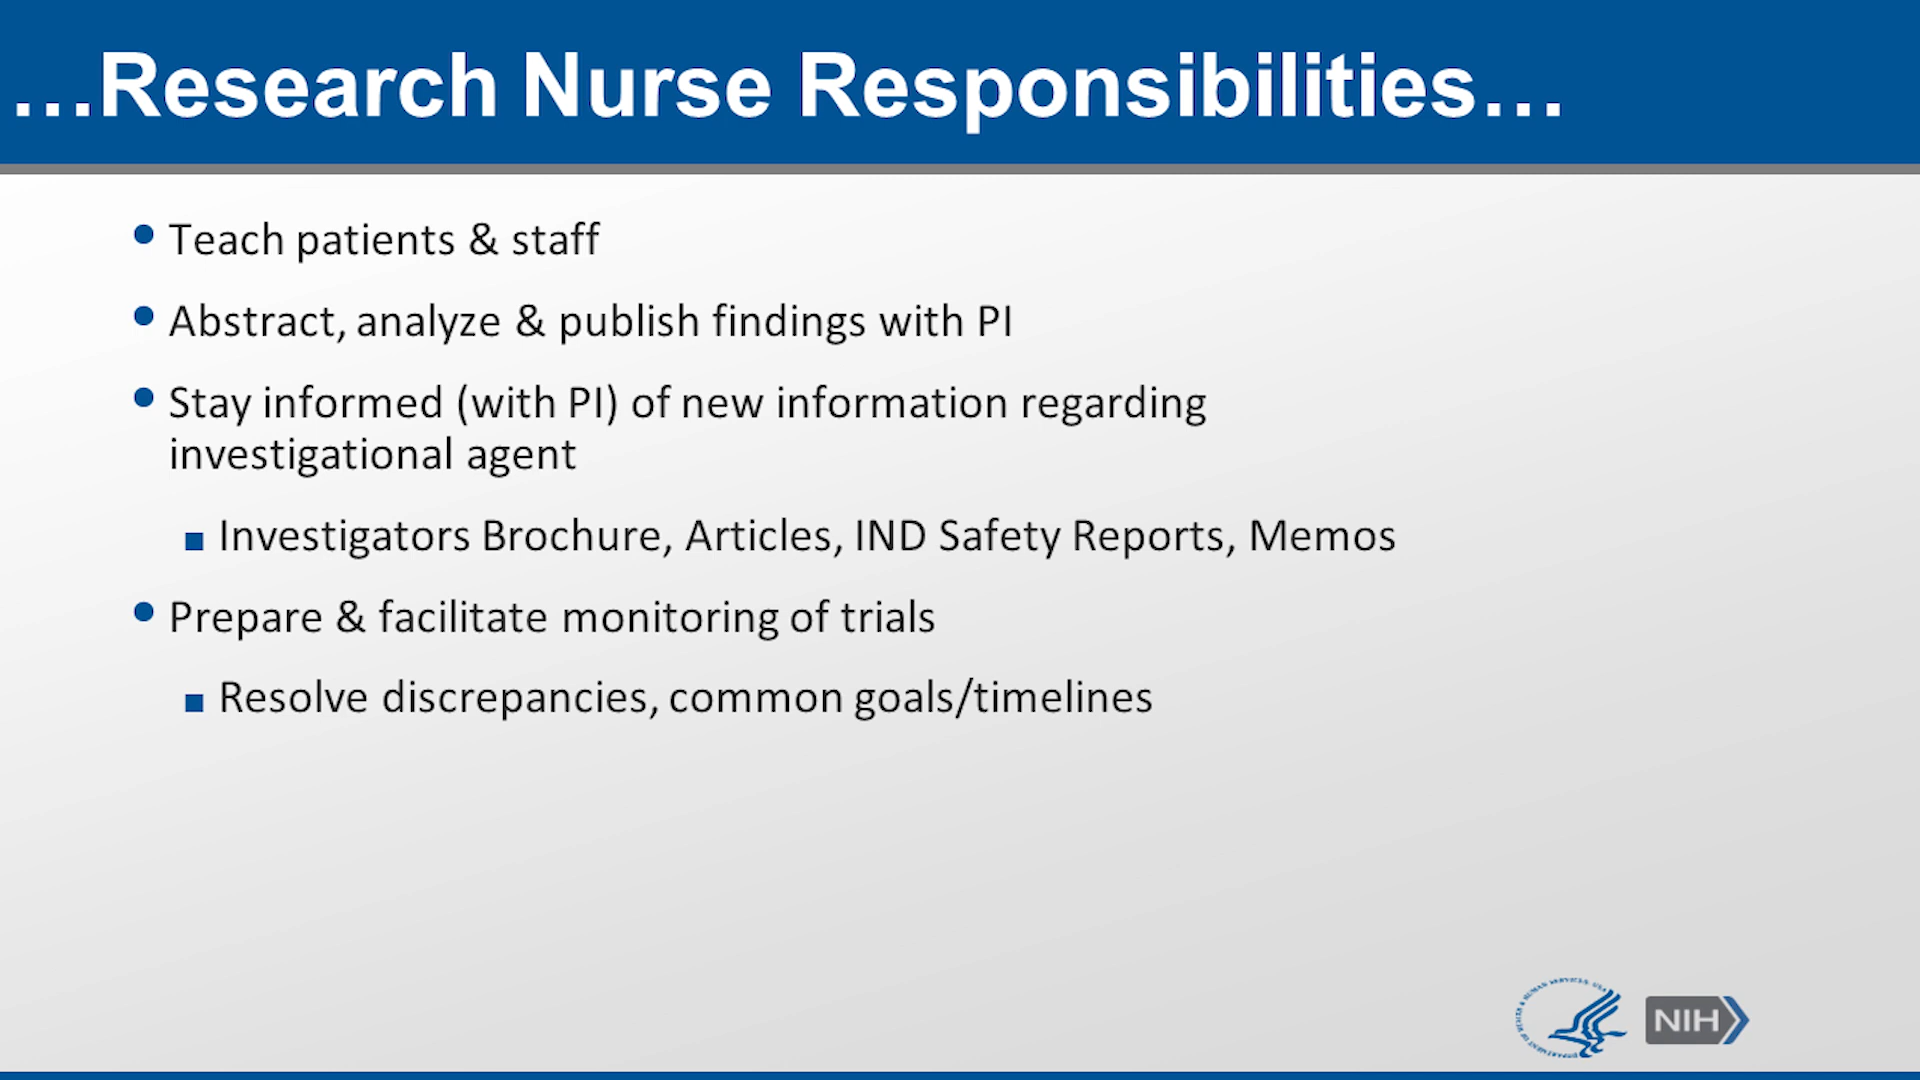 ...Research Nurse Responsibilities...
Teach patients & staff
Abstract, analyze & publish findings with PI
Stay informed (with PI) of new information regarding
investigational agent
Investigators Brochure, Articles, IND Safety Reports, Memos
Prepare & facilitate monitoring of trials
Resolve discrepancies, common goals/timelines
NIH